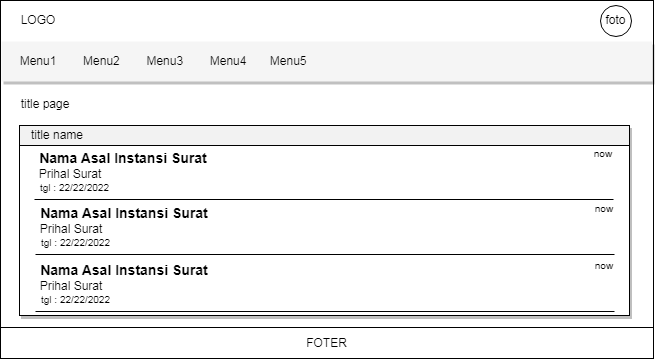 LOGO
foto
Menu1 Menu2 Menu3 Menu4 Menu5
title page
title name
Nama Asal Instansi Surat
now
Prihal Surat
tgl : 22/22/2022
Nama Asal Instansi Surat
now
Prihal Surat
tgl : 22/22/2022
Nama Asal Instansi Surat
now
Prihal Surat
tgl : 22/22/2022
FOTER